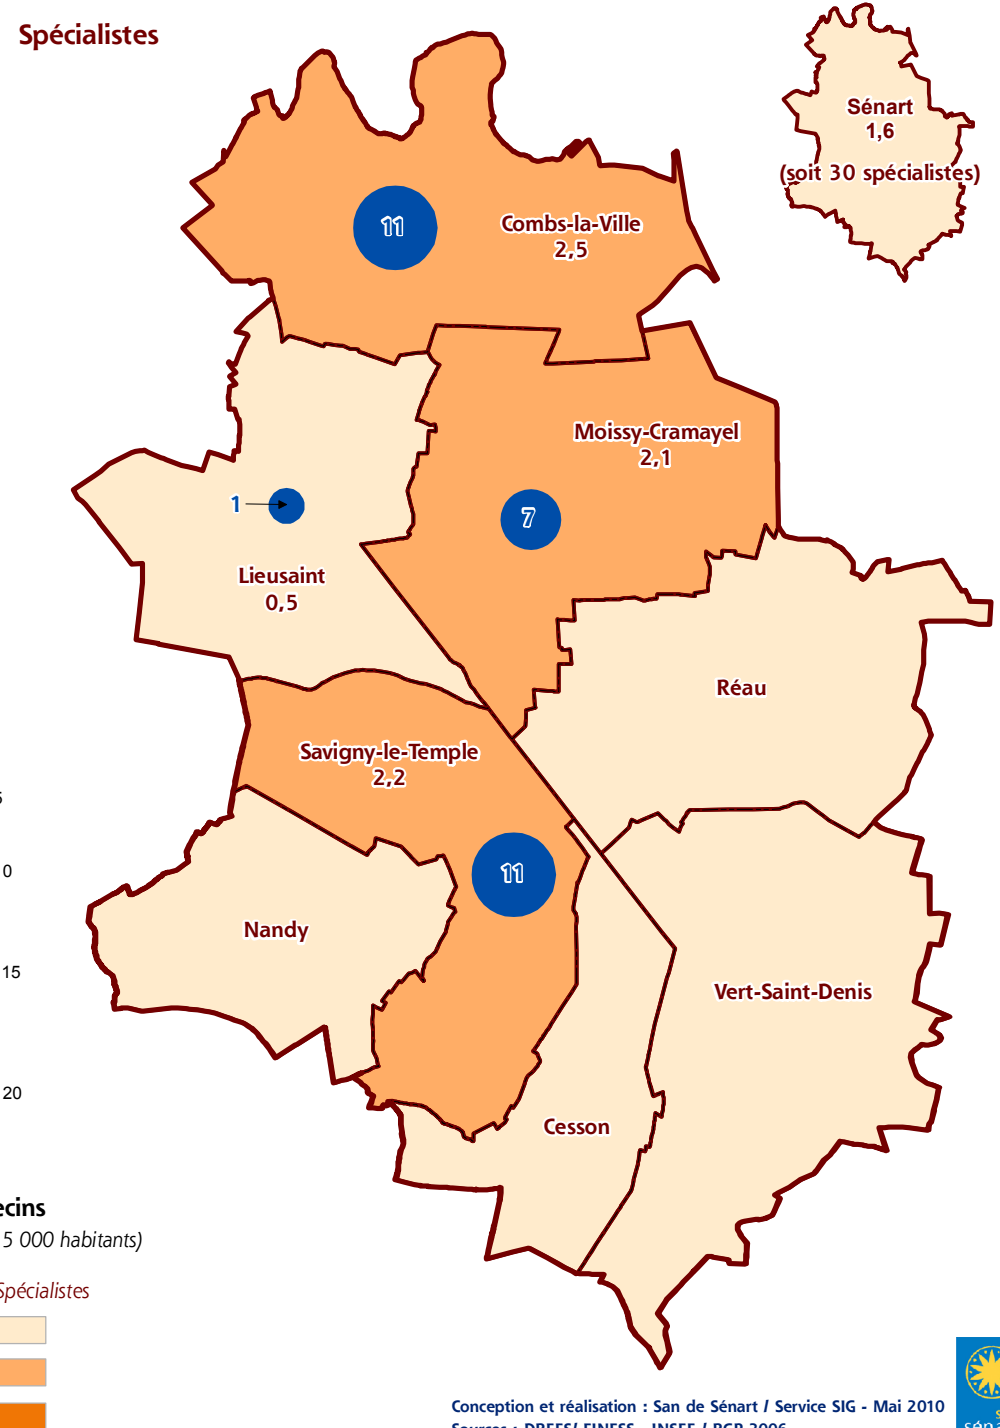 Spécialistes
Sénart
1,6
(soit 30 spécialistes)
11
Combs-la-Ville
2,5
Moissy-Cramayel
2,1
7
1
Lieusaint
0,5
Réau
Savigny-le-Temple
2,2
11
Nandy
Vert-Saint-Denis
Cesson
0
15
20
5 000 habitants)
Spécialistes
Conception et réalisation : San de Sénart / Service SIG - Mai 2010